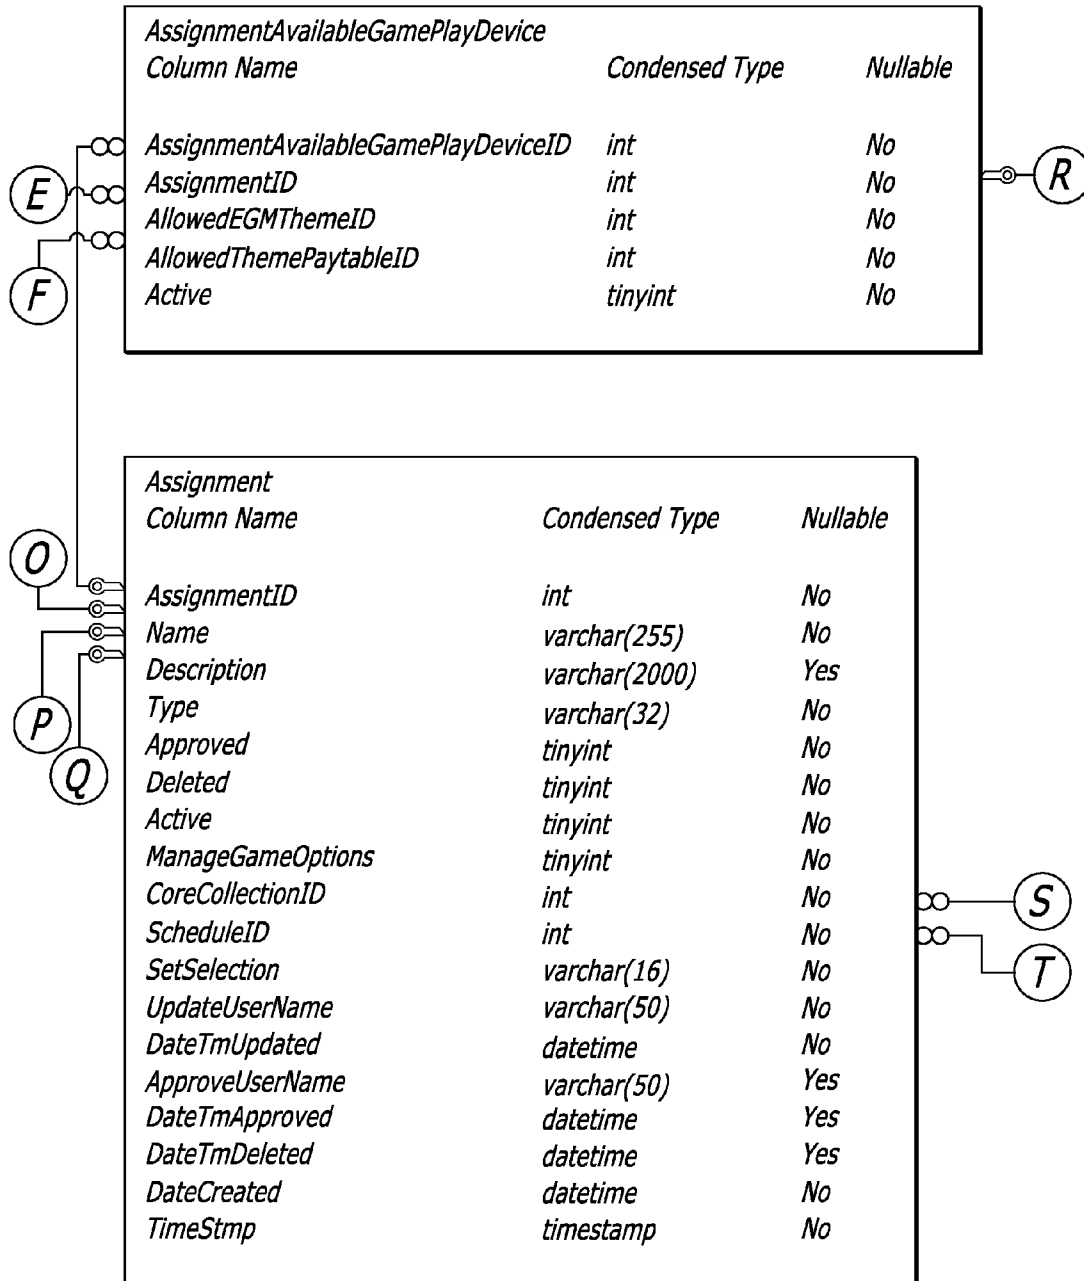 AssignmentAvailableGamePlayDevice
Column Name Condensed Type Nullable
AssignmentAvailableGamePlayDeviceID int No
AssignmentID int No
AllowedEGMThemeID int No
AllowedThemePaytableID int No
Active tinyint No
E
F
R
Assignment
Column Name Condensed Type Nullable
AssignmentID int No
Name varchar(255) No
Description varchar(2000) Yes
Type varchar(32) No
Approved tinyint No
Deleted tinyint No
Active tinyint No
ManageGameOptions tinyint No
CoreCollectionID int No
ScheduleID int No
SetSelection varchar(16) No
UpdateUserName varchar(50) No
DateTmUpdated datetime No
ApproveUserName varchar(50) Yes
DateTmApproved datetime Yes
DateTmDeleted datetime Yes
DateCreated datetime No
TimeStmp timestamp No
O
P
Q
S
T